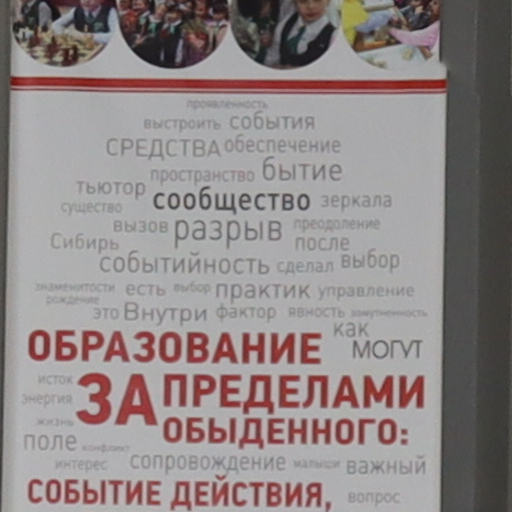 проявленность
выстроить события
СРЕДСТВА обеспечение
пространство бытие
тьютор сообщество зеркала
существо
вызов разрыв преодоление
Сибирь после
событийность сделал выбор
знаменитости есть выбор практик управление
рождение
это Внутри фактор явность замутненность
как
ОБРАЗОВАНИЕ МОГУТ
исток
энергия ЗА ПРЕДЕЛАМИ
жизнь ОБЫДЕННОГО:
поле конфликт
интерес сопровождение малыши важный
СОБЫТИЕ ДЕЙСТВИЯ, вопрос